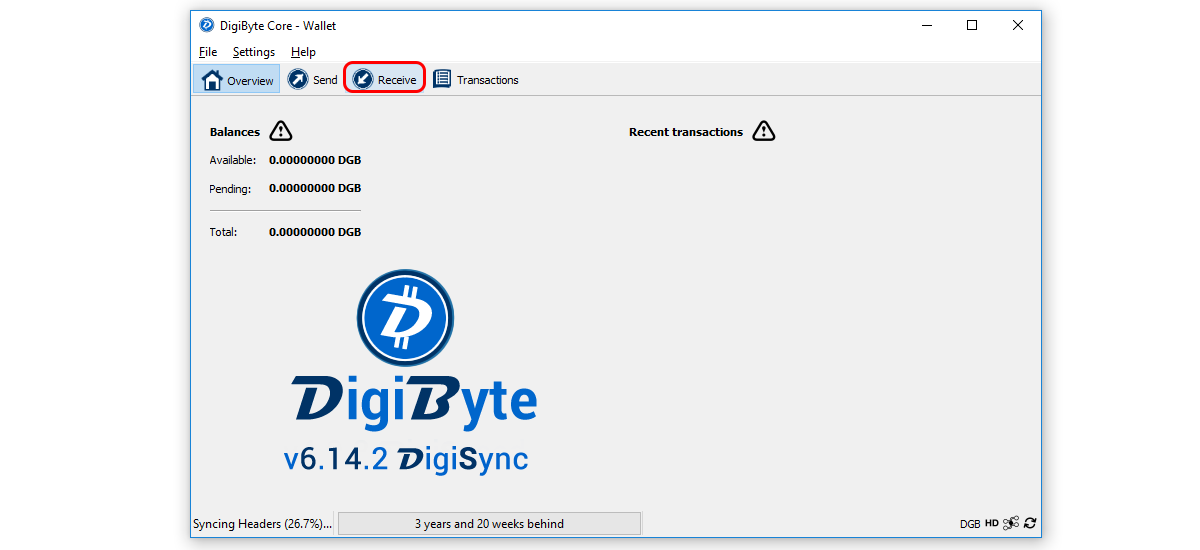 DigiByte Core - Wallet
File Settings Help
Overview Send Receive Transactions
Balances Recent transactions
Available: 0.00000000 DGB
Pending: 0.00000000 DGB
Total: 0.00000000 DGB
DigiByte
v6.14.2 DigiSync
Syncing Headers (26.7%)... 3 years and 20 weeks behind DGB HD